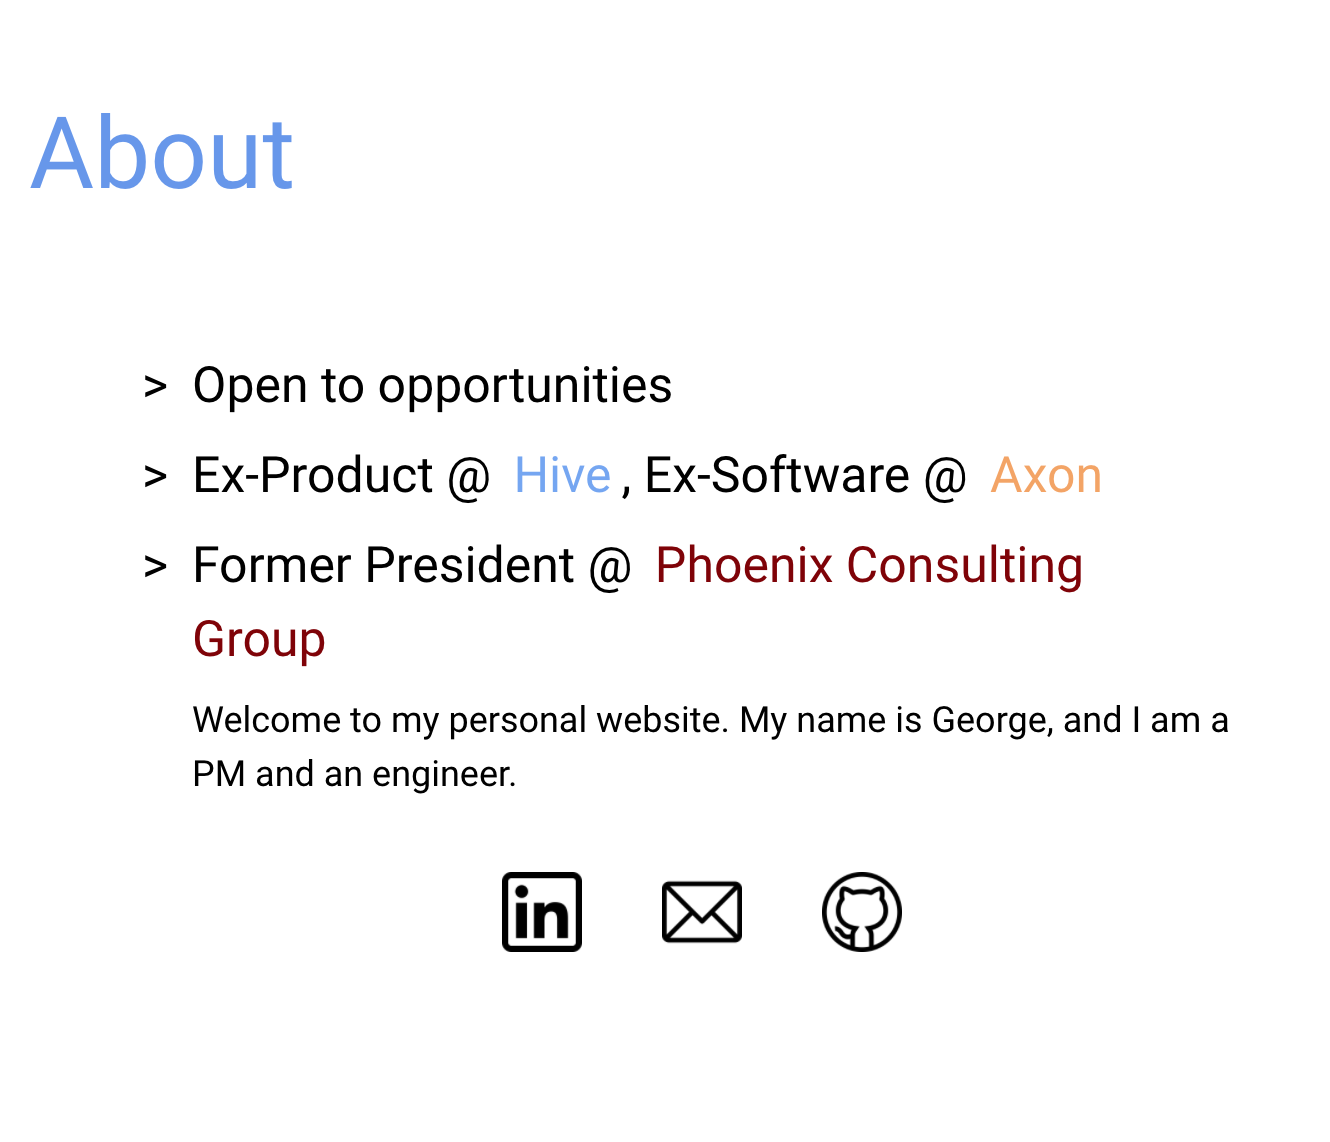 About
> Open to opportunities
> Ex-Product @ Hive , Ex-Software @ Axon
> Former President @ Phoenix Consulting
Group
Welcome to my personal website. My name is George, and I am a
PM and an engineer.
in